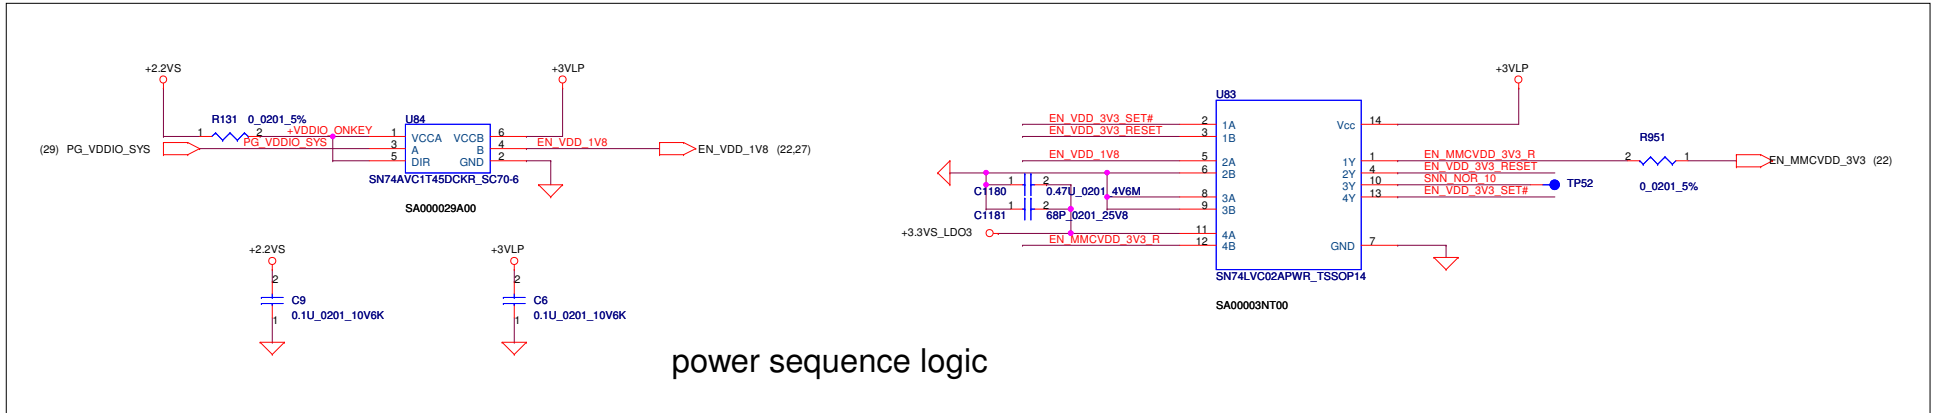 +2.2VS
+3VLP
R131 0_0201_5%
1 2
+VDDIO_ONKEY
U84
1 VCCA VCCB 6
(29) PG_VDDIO_SYS
PG_VDDIO_SYS
3 A B 4
EN_VDD_1V8
EN_VDD_1V8 (22,27)
5 DIR GND 2
SN74AVC1T45DCKR_SC70-6
SA000029A00
+2.2VS
2
C9
0.1U_0201_10V6K
1
+3VLP
2
C6
0.1U_0201_10V6K
1
+3VLP
U83
EN_VDD_3V3_SET# 2 1A
Vcc 14
EN_VDD_3V3_RESET 3 1B
EN_VDD_1V8 5 2A
1Y 1 EN_MMCVDD_3V3_R
R951
2 1
EN_MMCVDD_3V3 (22)
0_0201_5%
6 2B
2Y 4 EN_VDD_3V3_RESET
C1180 1 2
0.47U_0201_4V6M
3Y 10 SNN_NOR_10
TP52
8 3A
4Y 13 EN_VDD_3V3_SET#
C1181 1 2
68P_0201_25V8
9 3B
+3.3VS_LDO3
11 4A
EN_MMCVDD_3V3_R 12 4B
GND 7
SN74LVC02APWR_TSSOP14
SA00003NT00
power sequence logic